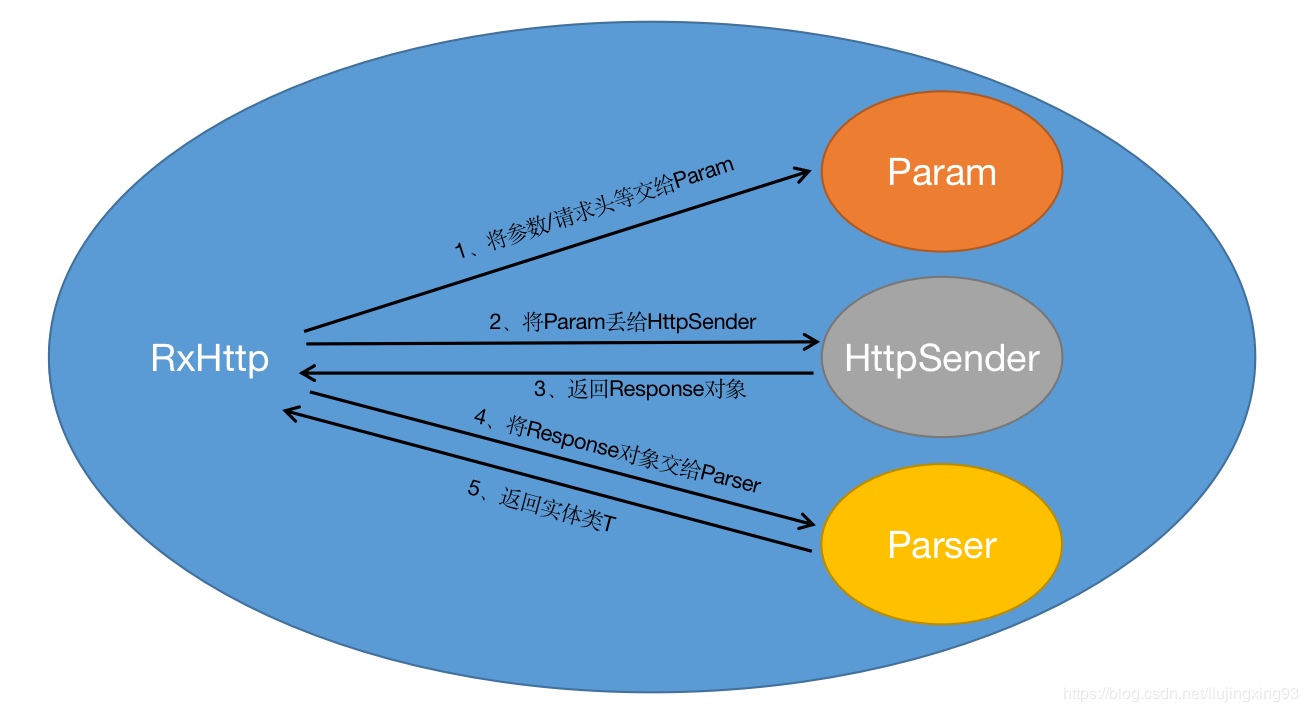 Param
1、将参数/请求头等交给Param
2、将Param丢给HttpSender
RxHttp
HttpSender
3、返回Response对象
4、将Response对象交给Parser
5、返回实体类T
Parser
https://blog.csdn.net/liujingxing93